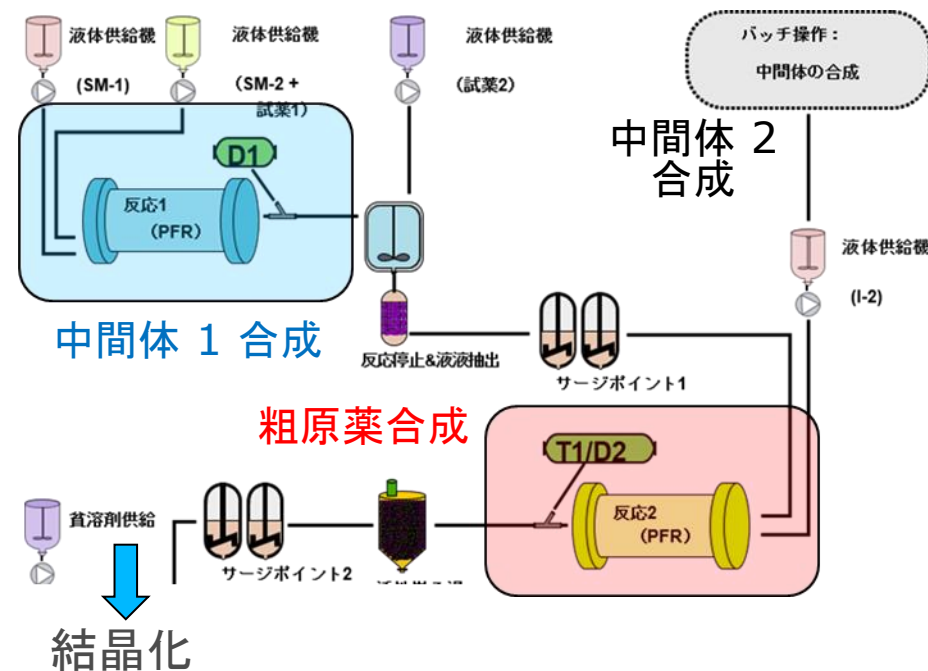 液体供給機
(SM-1)
液体供給機
(SM-2 +
試薬1)
液体供給機
(試薬2)
バッチ操作：
中間体の合成
中間体 2
合成
D1
反応1
(PFR)
液体供給機
(I-2)
中間体 1 合成
反応停止&液液抽出
サージポイント1
粗原薬合成
T1/D2
反応2
(PFR)
貧溶剤供給
サージポイント2
結晶化